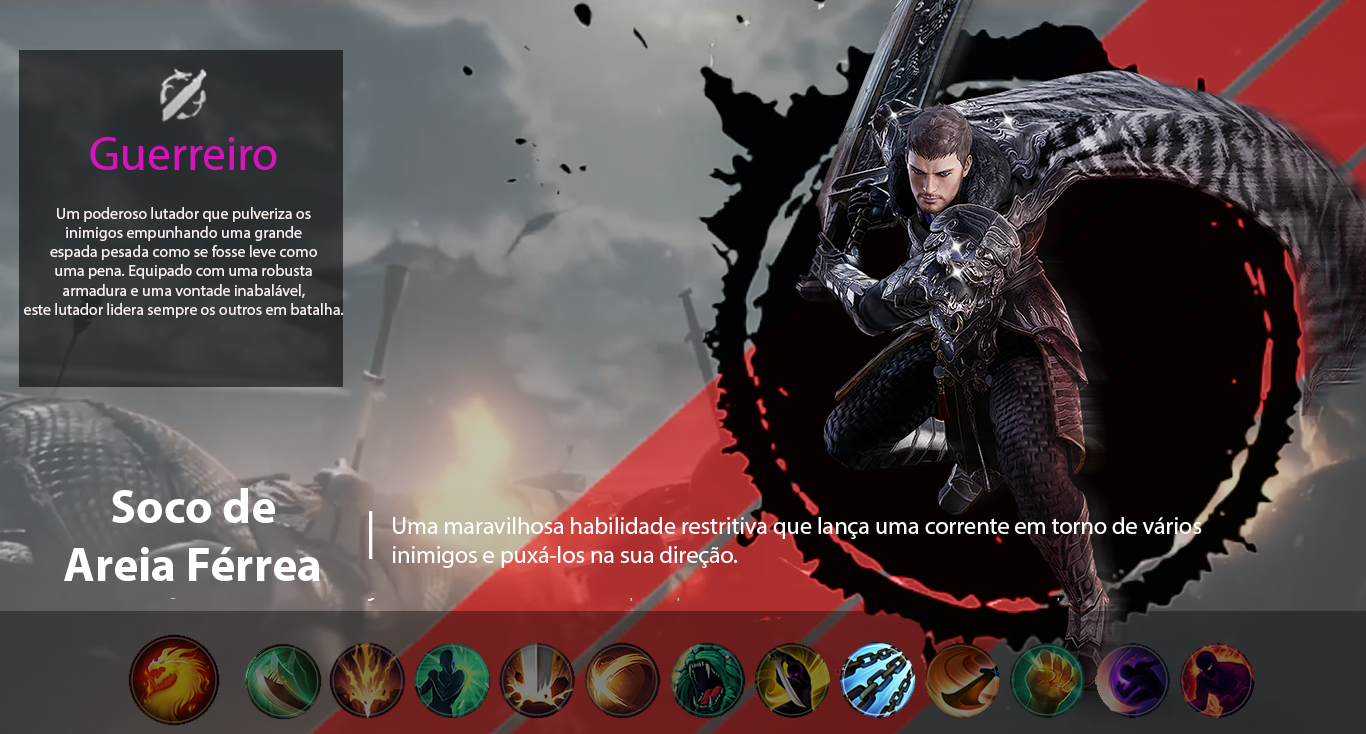 Guerreiro
Um poderoso lutador que pulveriza os
inimigos empunhando uma grande
espada pesada como se fosse leve como
uma pena. Equipado com uma robusta
armadura e uma vontade inabalável,
este lutador lidera sempre os outros em batalha.
Soco de
Areia Férrea
Uma maravilhosa habilidade restritiva que lança uma corrente em torno de vários
inimigos e puxá-los na sua direção.